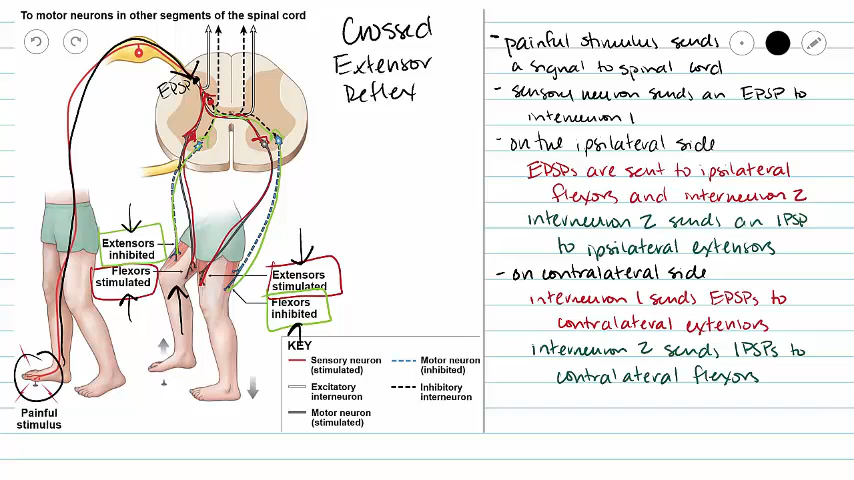 To motor neurons in other segments of the spinal cord
Crossed
Extensor
Reflex
EPSP
Extensors
inhibited
Flexors
stimulated
Extensors
stimulated
Flexors
inhibited
Painful
stimulus
KEY
Sensory neuron
(stimulated)
Excitatory
interneuron
Motor neuron
(stimulated)
Motor neuron
(inhibited)
Inhibitory
interneuron
- painful stimulus sends
a signal to spinal cord
- sensory neuron sends an EPSP to
interneuron 1
- on the ipsilateral side
EPSPs are sent to ipsilateral
flexors and interneuron 2
interneuron 2 sends an IPSP
to ipsilateral extensors
- on contralateral side
interneuron 1 sends EPSPs to
contralateral extensors
interneuron 2 sends IPSPs to
contralateral flexors